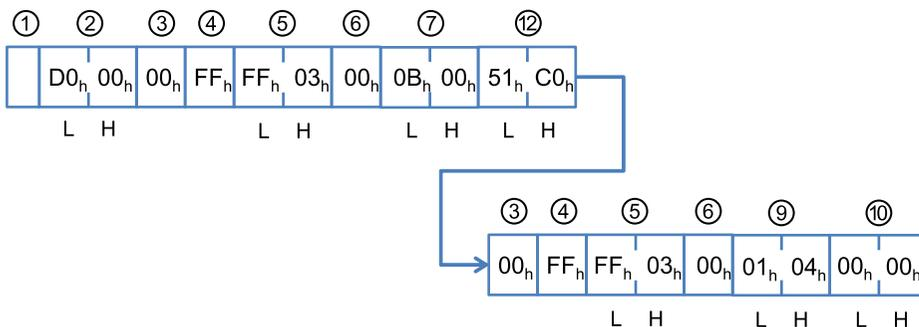 ① ② ③ ④ ⑤ ⑥ ⑦ ⑫
D0h 00h 00h FFh FFh 03h 00h 0Bh 00h 51h C0h
L H L H L H L H
③ ④ ⑤ ⑥ ⑨ ⑩
00h FFh FFh 03h 00h 01h 04h 00h 00h
L H L H L H